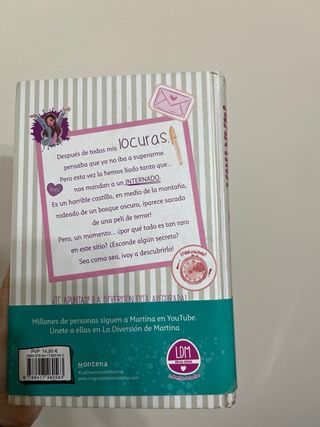 Después de todas mis locuras,
pensaba que ya no iba a superarme.
Pero esta vez la hemos liado tanto que...
nos mandan a un ¡INTERNADO!
Es un horrible castillo, en medio de la montaña,
rodeado de un bosque oscuro, ¡parece sacado
de una peli de terror!
Pero, un momento... ¿por qué todo es tan raro
en este sitio? ¿Esconde algún secreto?
Sea como sea, ¡voy a descubrirlo!
¿TE APUNTAS? ¡LA DIVERSIÓN ESTÁ ASEGURADA!
Millones de personas siguen a Martina en YouTube.
Únete a ellas en La Diversión de Martina
PVP 14,95 €
Montena
#LaDiversiondeMartina
LDM